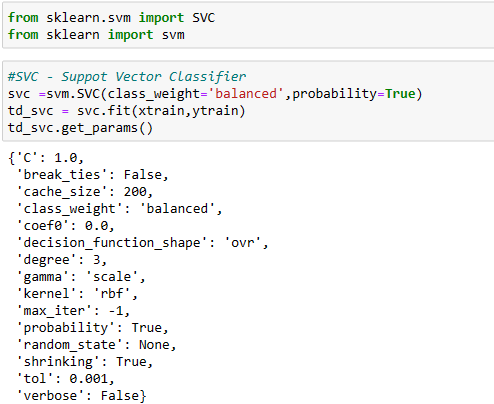 from sklearn.svm import SVC
from sklearn import svm
#SVC - Suppot Vector Classifier
svc =svm.SVC(class_weight='balanced',probability=True)
td_svc = svc.fit(xtrain,ytrain)
td_svc.get_params()
{'C': 1.0,
 'break_ties': False,
 'cache_size': 200,
 'class_weight': 'balanced',
 'coef0': 0.0,
 'decision_function_shape': 'ovr',
 'degree': 3,
 'gamma': 'scale',
 'kernel': 'rbf',
 'max_iter': -1,
 'probability': True,
 'random_state': None,
 'shrinking': True,
 'tol': 0.001,
 'verbose': False}